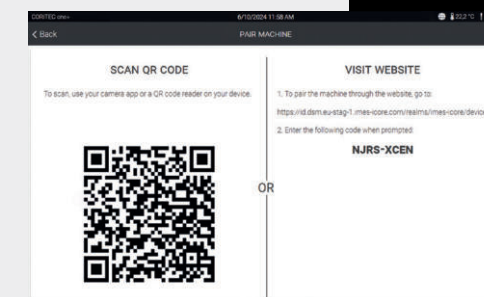 CORiTEC one+
6/10/2024 11:58 AM
22,2 °C
< Back
PAIR MACHINE
SCAN QR CODE
To scan, use your camera app or a QR code reader on your device.
OR
VISIT WEBSITE
1. To pair the machine through the website, go to:
https://id.dsm.eu-stag-1.imes-icore.com/realms/imes-icore/device
2. Enter the following code when prompted:
NJRS-XCEN